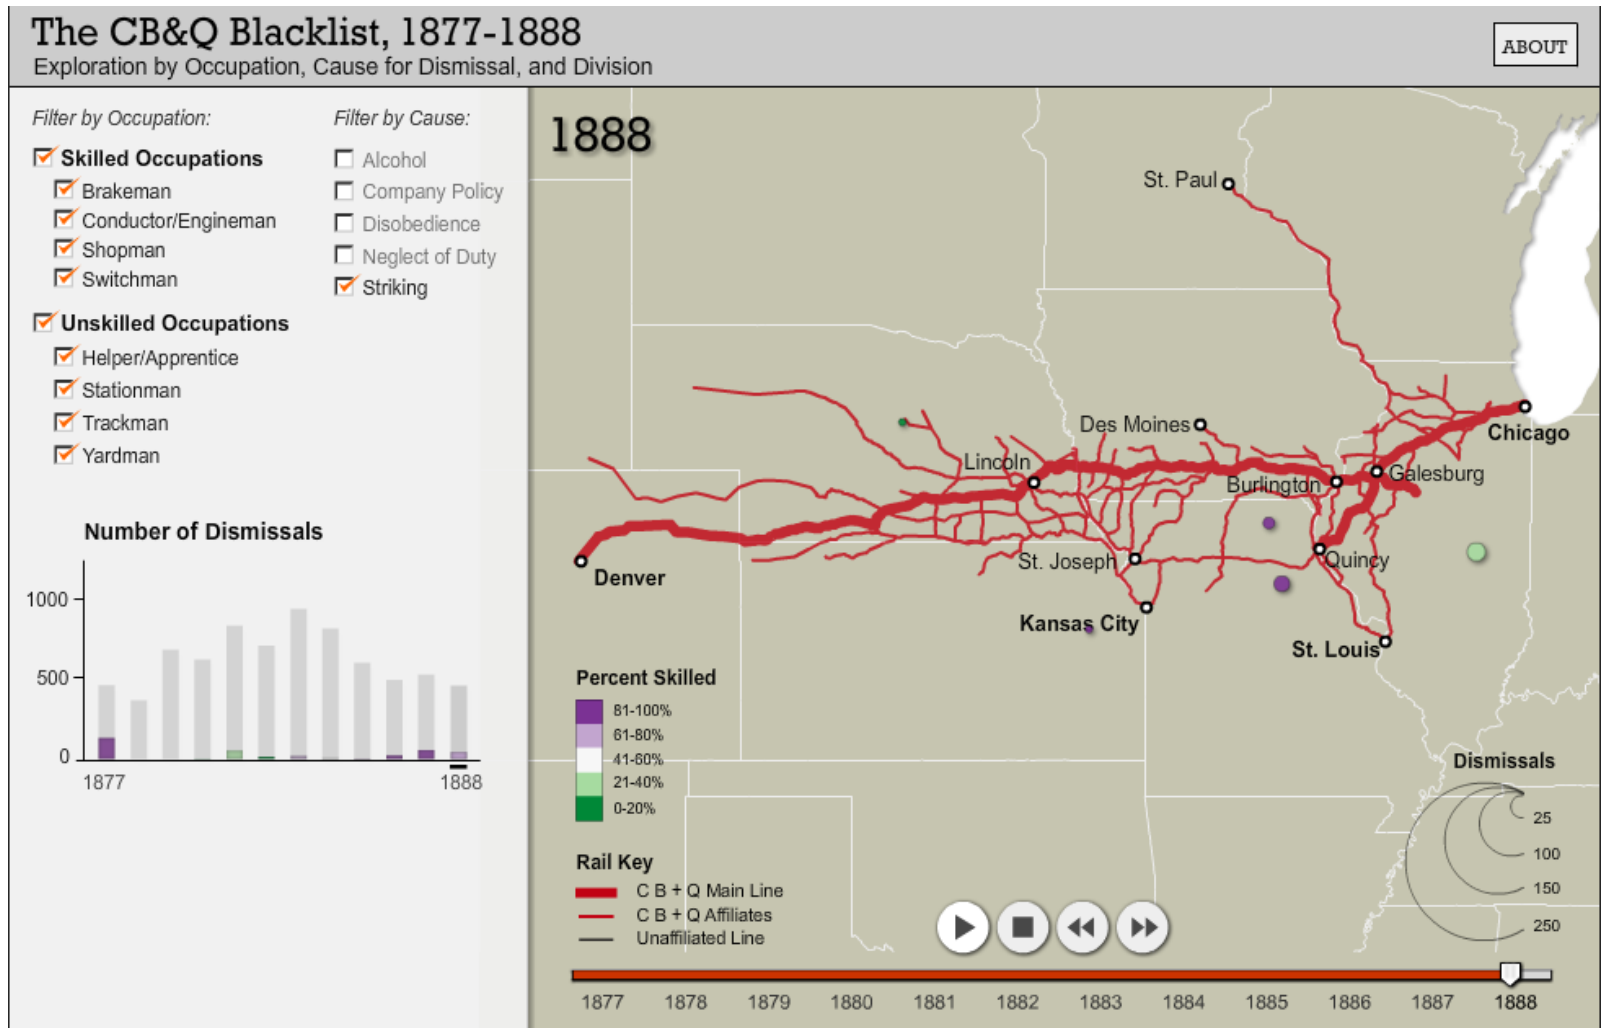 The CB&Q Blacklist, 1877-1888
Exploration by Occupation, Cause for Dismissal, and Division
ABOUT
Filter by Occupation:
Skilled Occupations
Brakeman
Conductor/Engineman
Shopman
Switchman
Unskilled Occupations
Helper/Apprentice
Stationman
Trackman
Yardman
Filter by Cause:
Alcohol
Company Policy
Disobedience
Neglect of Duty
Striking
Number of Dismissals
1000
500
0
1877
1888
1888
St. Paul
Des Moines
Chicago
Lincoln
Galesburg
Burlington
St. Joseph
Quincy
Denver
Kansas City
St. Louis
Percent Skilled
81-100%
61-80%
41-60%
21-40%
0-20%
Rail Key
C B + Q Main Line
C B + Q Affiliates
Unaffiliated Line
Dismissals
25
100
150
250
1877 1878 1879 1880 1881 1882 1883 1884 1885 1886 1887 1888